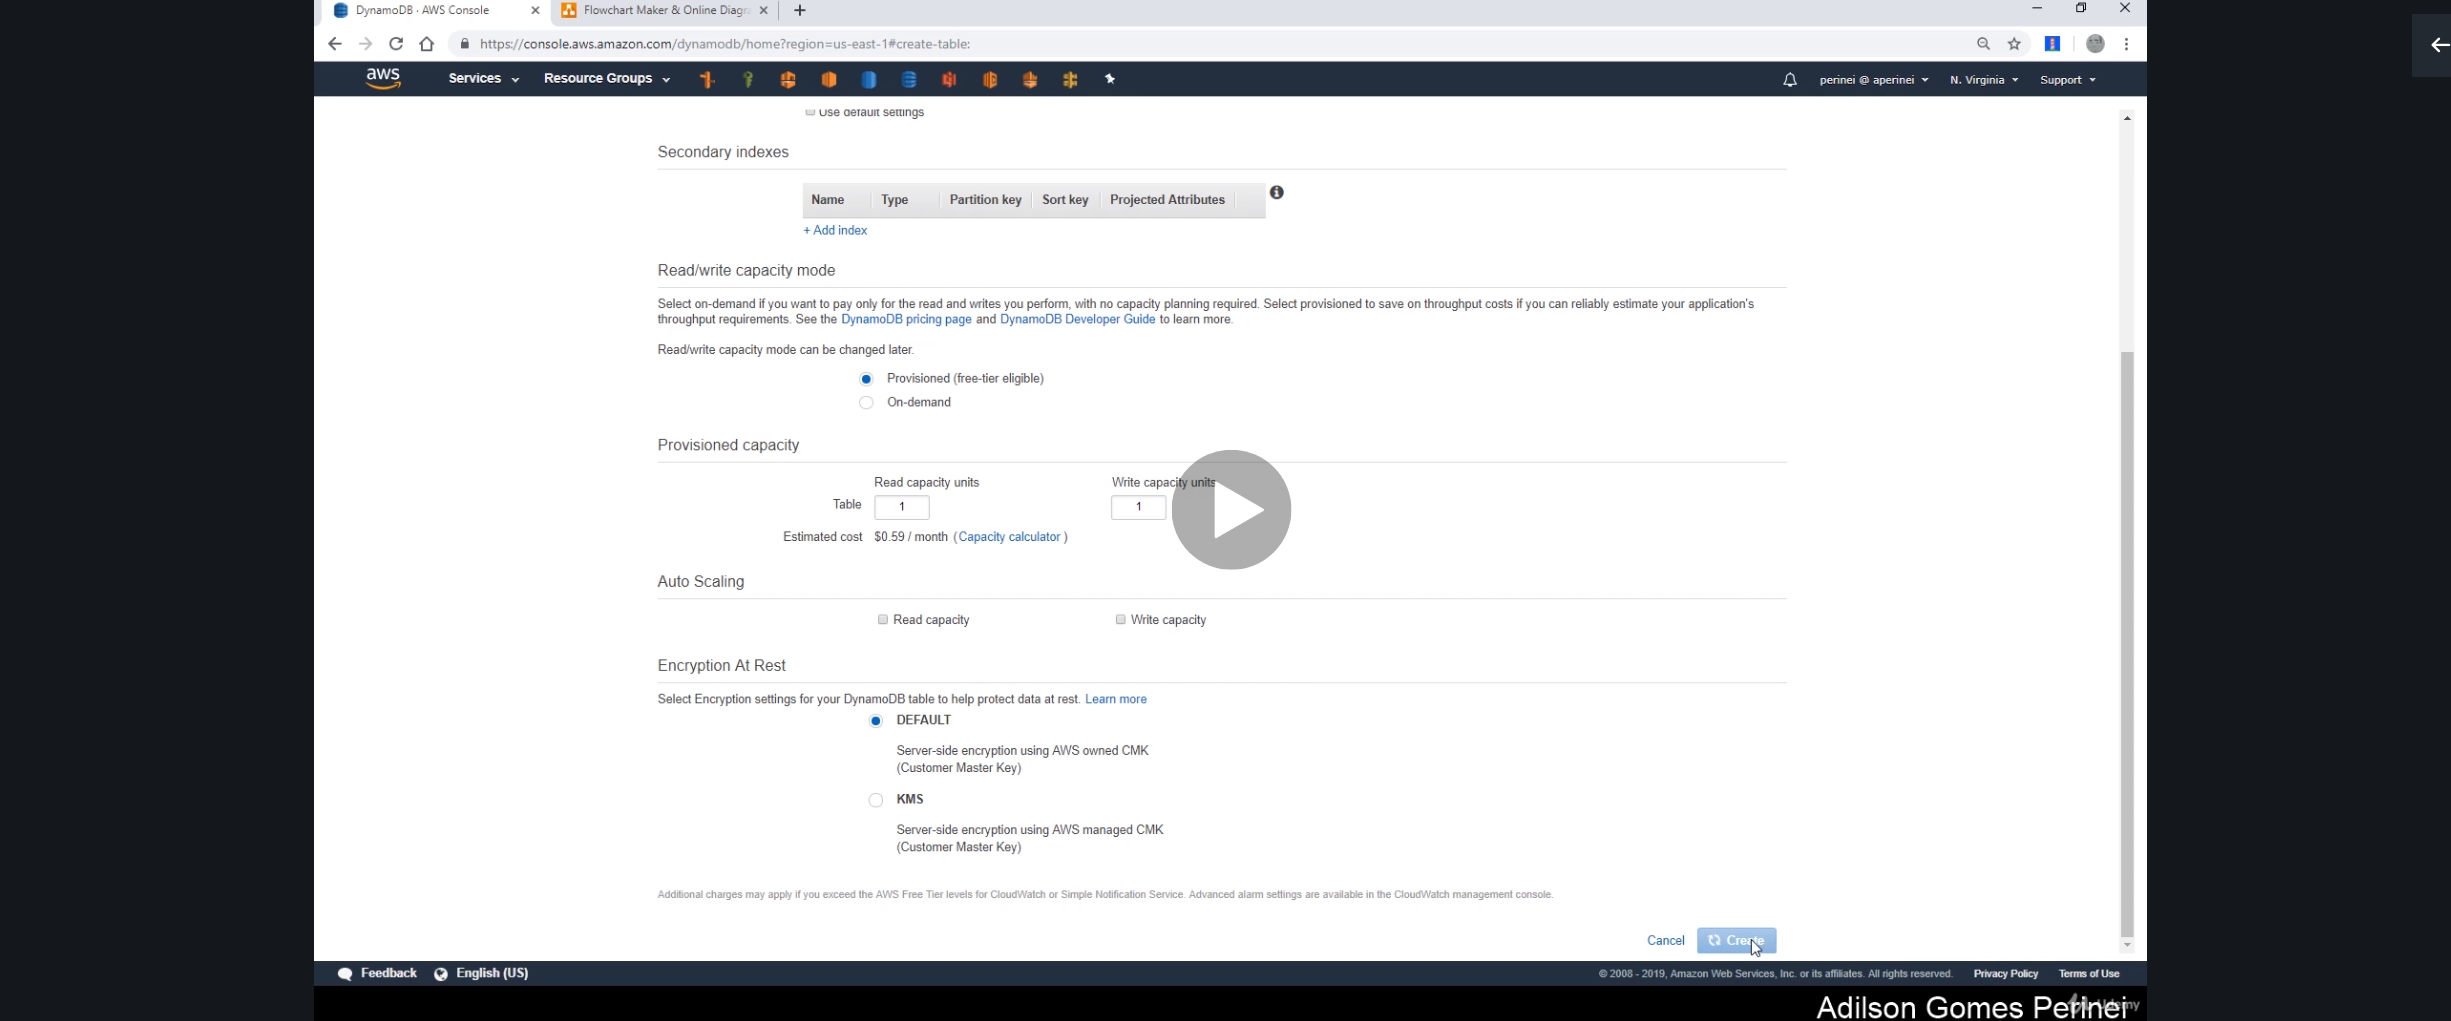 DynamoDB · AWS Console
Flowchart Maker & Online Diagra
https://console.aws.amazon.com/dynamodb/home?region=us-east-1#create-table:
aws Services Resource Groups perinei @ aperinei N. Virginia Support
Use default settings
Secondary indexes
Name Type Partition key Sort key Projected Attributes
+ Add index
Read/write capacity mode
Select on-demand if you want to pay only for the read and writes you perform, with no capacity planning required. Select provisioned to save on throughput costs if you can reliably estimate your application's
throughput requirements. See the DynamoDB pricing page and DynamoDB Developer Guide to learn more.
Read/write capacity mode can be changed later.
Provisioned (free-tier eligible)
On-demand
Provisioned capacity
Read capacity units Write capacity units
Table 1 1
Estimated cost $0.59 / month (Capacity calculator )
Auto Scaling
Read capacity Write capacity
Encryption At Rest
Select Encryption settings for your DynamoDB table to help protect data at rest. Learn more
DEFAULT
Server-side encryption using AWS owned CMK
(Customer Master Key)
KMS
Server-side encryption using AWS managed CMK
(Customer Master Key)
Additional charges may apply if you exceed the AWS Free Tier levels for CloudWatch or Simple Notification Service. Advanced alarm settings are available in the CloudWatch management console.
Cancel Create
Feedback English (US) © 2008 - 2019, Amazon Web Services, Inc. or its affiliates. All rights reserved. Privacy Policy Terms of Use
Adilson Gomes Perinei
Udemy